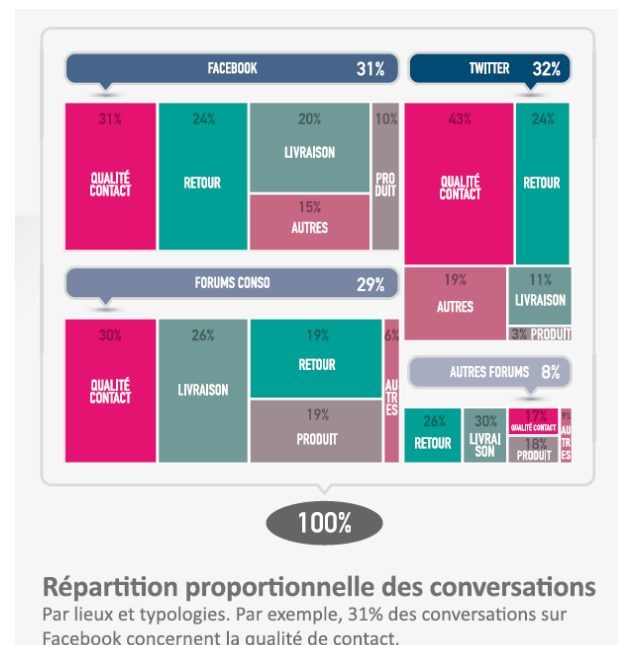 FACEBOOK 31%
31%
QUALITÉ
CONTACT
24%
RETOUR
20%
LIVRAISON
15%
AUTRES
10%
PRO
DUIT
TWITTER 32%
43%
QUALITÉ
CONTACT
24%
RETOUR
19%
AUTRES
11%
LIVRAISON
3% PRODUIT
FORUMS CONSO 29%
30%
QUALITÉ
CONTACT
26%
LIVRAISON
19%
RETOUR
19%
PRODUIT
6%
AU
TR
ES
AUTRES FORUMS 8%
26%
RETOUR
30%
LIVRAI
SON
17%
QUALITÉ CONTACT
18%
PRODUIT
AU
TR
ES
100%
Répartition proportionnelle des conversations
Par lieux et typologies. Par exemple, 31% des conversations sur
Facebook concernent la qualité de contact.